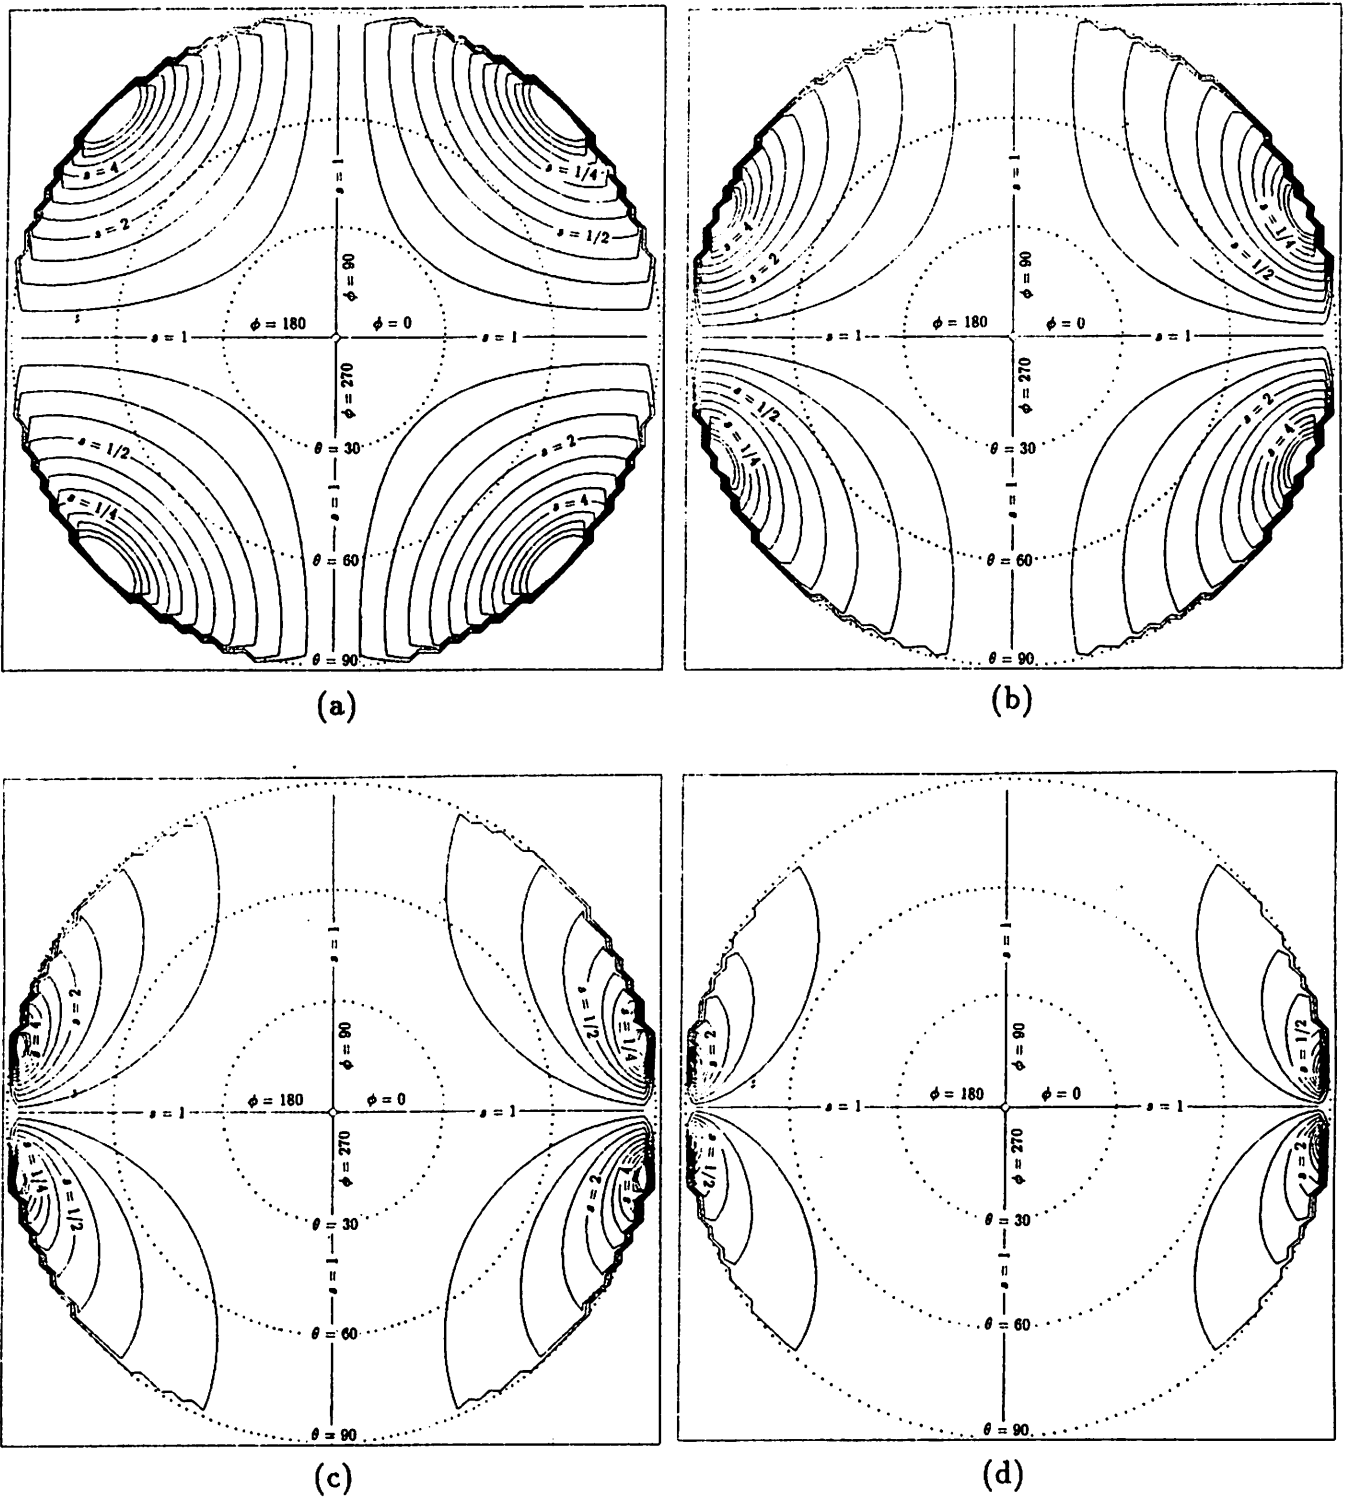 s = 4
s = 1/4
s = 1
s = 2
s = 1/2
φ = 90
φ = 180
φ = 0
s = 1
s = 1
φ = 270
s = 1/2
θ = 30
s = 2
s = 1/4
s = 1
s = 4
θ = 60
θ = 90
(a)
s = 1
s = 4
s = 1/4
s = 2
s = 1/2
φ = 90
φ = 180
φ = 0
s = 1
s = 1
φ = 270
s = 1/2
s = 2
s = 1/4
θ = 30
s = 4
s = 1
θ = 60
θ = 90
(b)
s = 1
s = 2
s = 1/2
s = 4
s = 1/4
φ = 90
φ = 180
φ = 0
s = 1
s = 1
φ = 270
s = 1/4
s = 1/2
s = 2
s = 4
θ = 30
s = 1
θ = 60
θ = 90
(c)
s = 1
s = 2
s = 1/2
φ = 90
φ = 180
φ = 0
s = 1
s = 1
φ = 270
s = 1/2
s = 2
θ = 30
s = 1
θ = 60
θ = 90
(d)